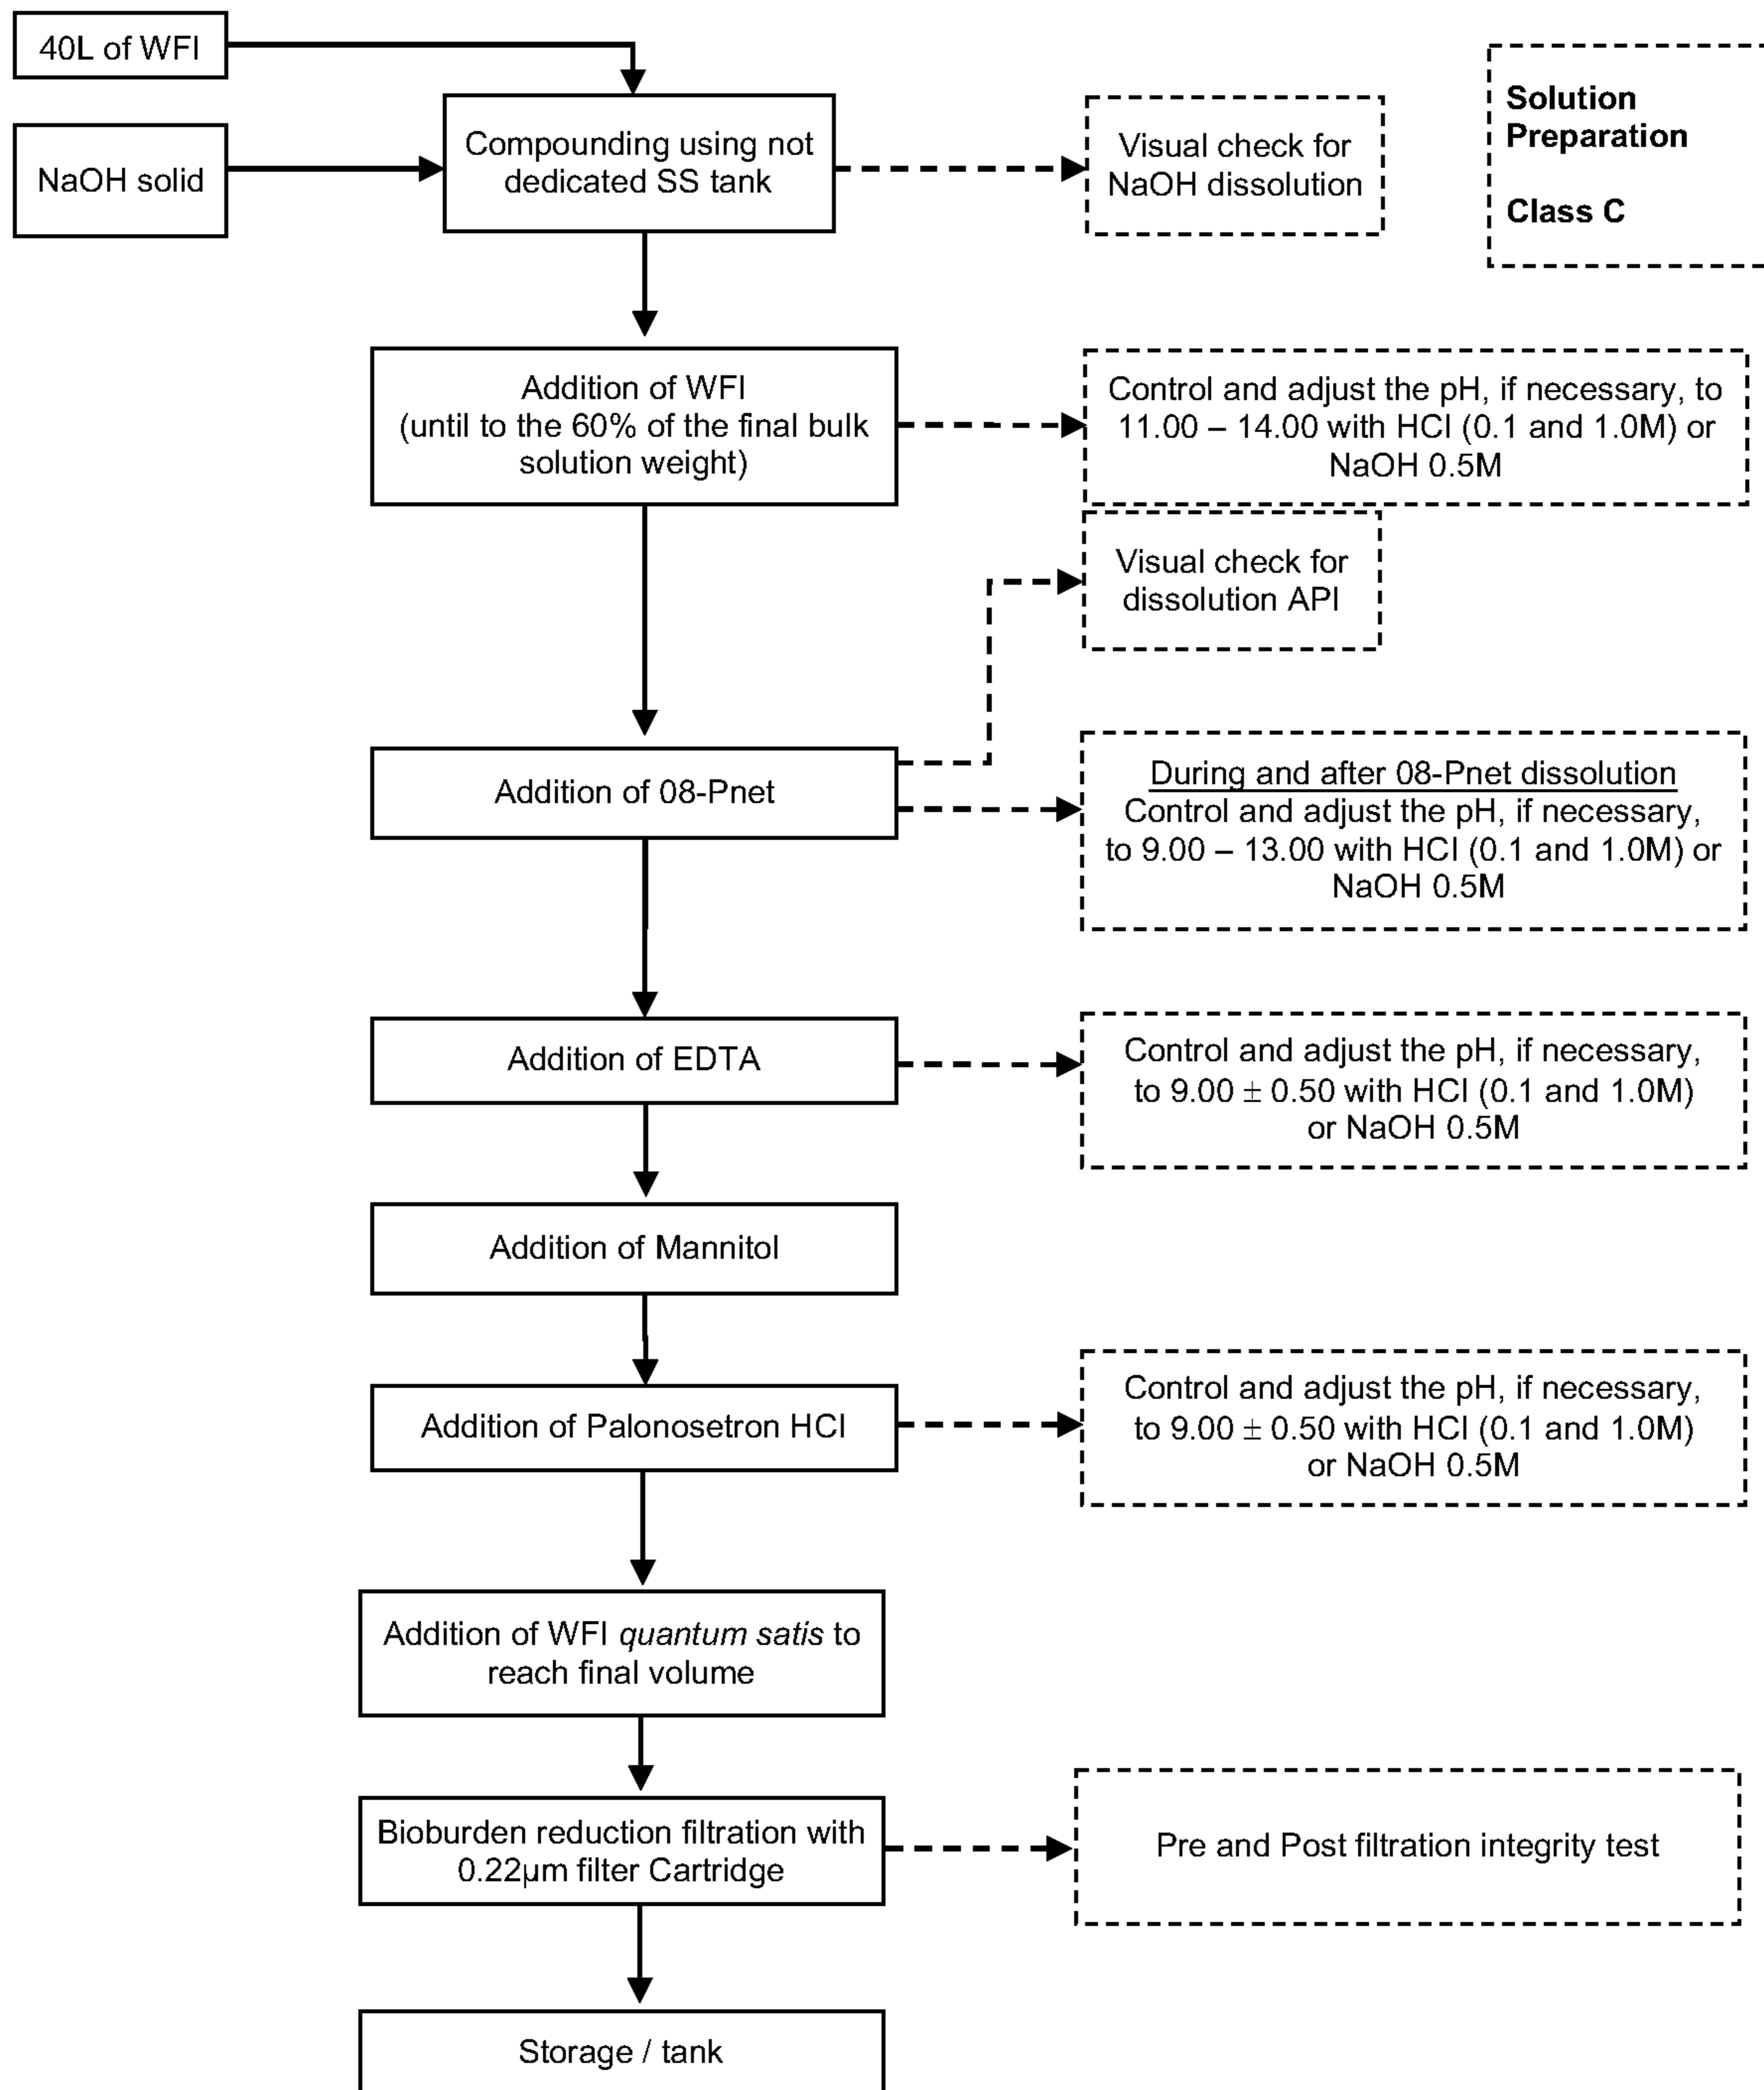 40L of WFI
NaOH solid
Compounding using not
dedicated SS tank
Visual check for
NaOH dissolution
Solution
Preparation
Class C
Addition of WFI
(until to the 60% of the final bulk
solution weight)
Control and adjust the pH, if necessary, to
11.00 – 14.00 with HCl (0.1 and 1.0M) or
NaOH 0.5M
Visual check for
dissolution API
Addition of 08-Pnet
During and after 08-Pnet dissolution
Control and adjust the pH, if necessary,
to 9.00 – 13.00 with HCl (0.1 and 1.0M) or
NaOH 0.5M
Addition of EDTA
Control and adjust the pH, if necessary,
to 9.00 ± 0.50 with HCl (0.1 and 1.0M)
or NaOH 0.5M
Addition of Mannitol
Addition of Palonosetron HCl
Control and adjust the pH, if necessary,
to 9.00 ± 0.50 with HCl (0.1 and 1.0M)
or NaOH 0.5M
Addition of WFI quantum satis to
reach final volume
Bioburden reduction filtration with
0.22µm filter Cartridge
Pre and Post filtration integrity test
Storage / tank